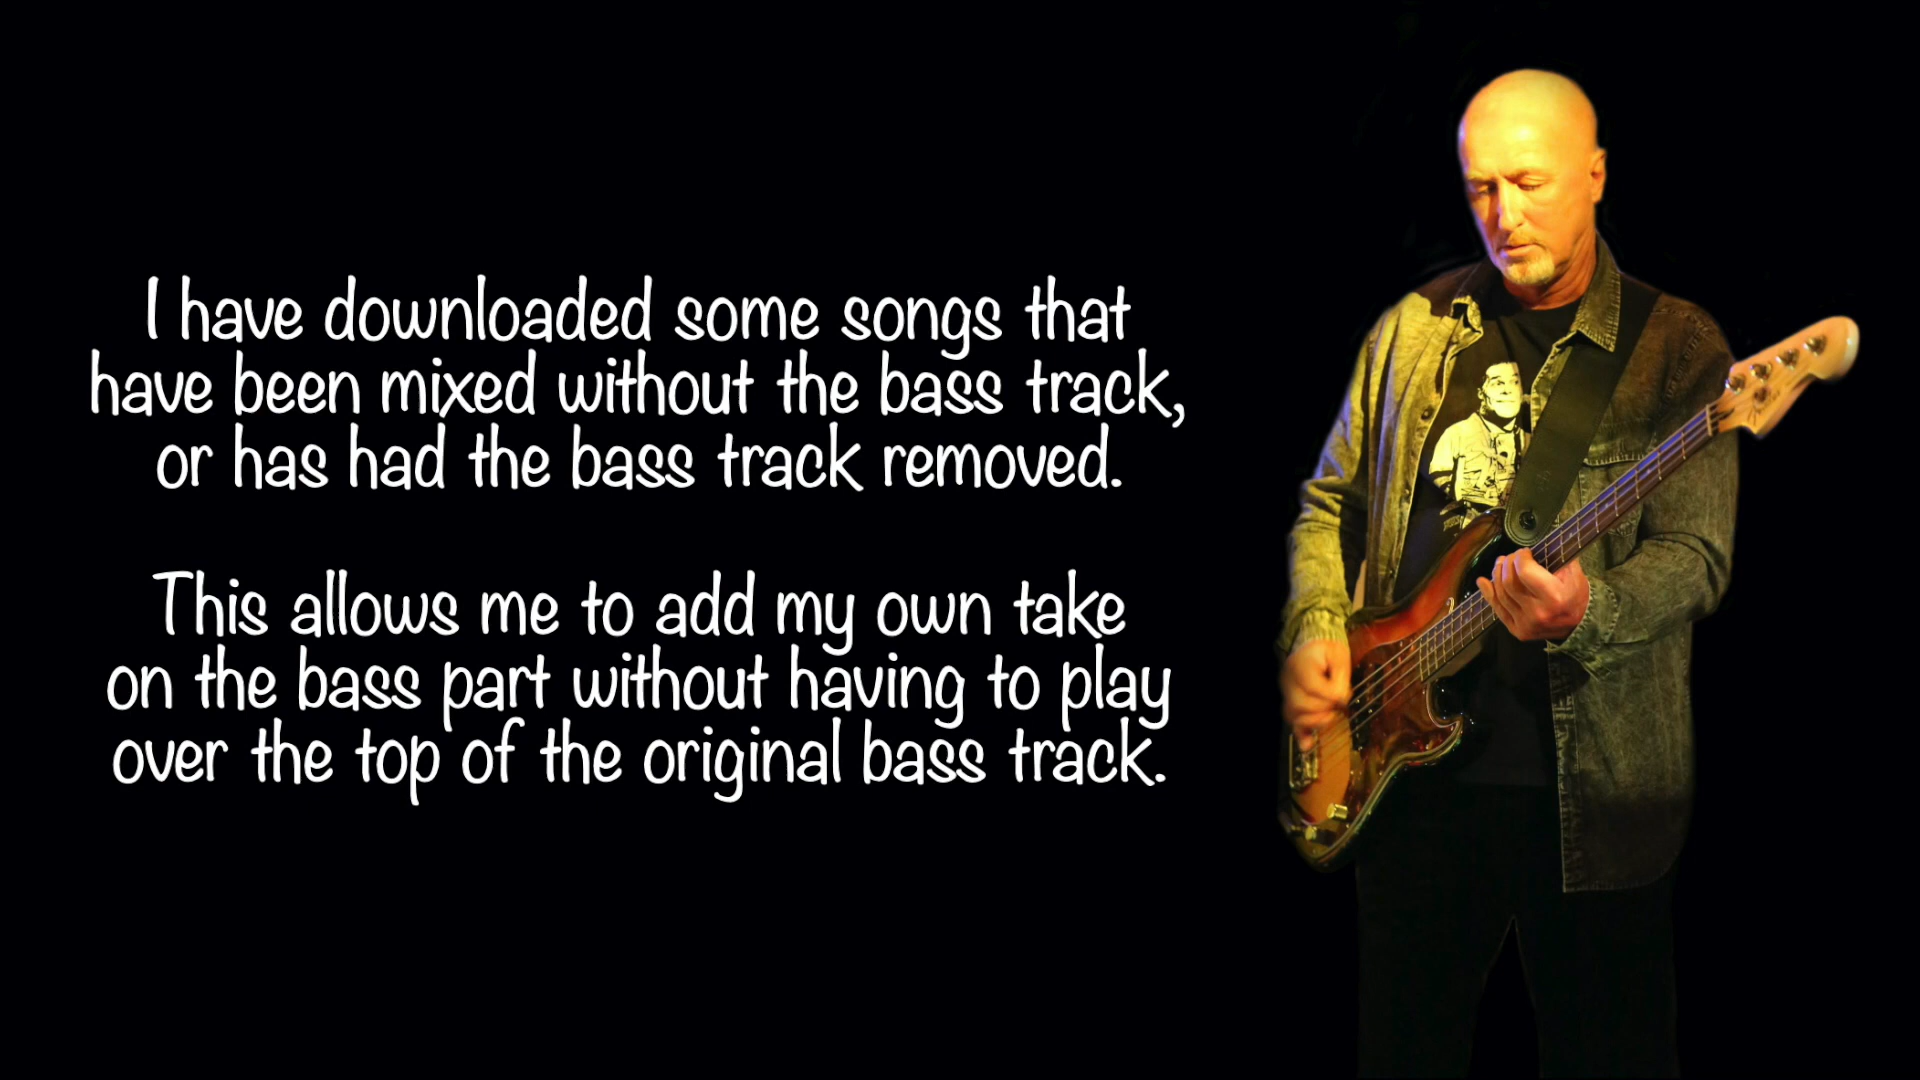 I have downloaded some songs that
have been mixed without the bass track,
or has had the bass track removed.
This allows me to add my own take
on the bass part without having to play
over the top of the original bass track.